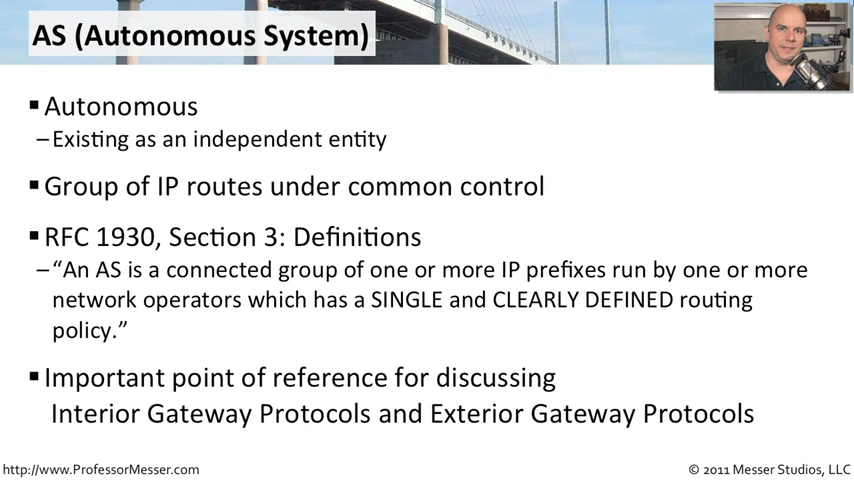 AS (Autonomous System)
▪Autonomous
–Existing as an independent entity
▪Group of IP routes under common control
▪RFC 1930, Section 3: Definitions
–“An AS is a connected group of one or more IP prefixes run by one or more
network operators which has a SINGLE and CLEARLY DEFINED routing
policy.”
▪Important point of reference for discussing
Interior Gateway Protocols and Exterior Gateway Protocols
http://www.ProfessorMesser.com
© 2011 Messer Studios, LLC